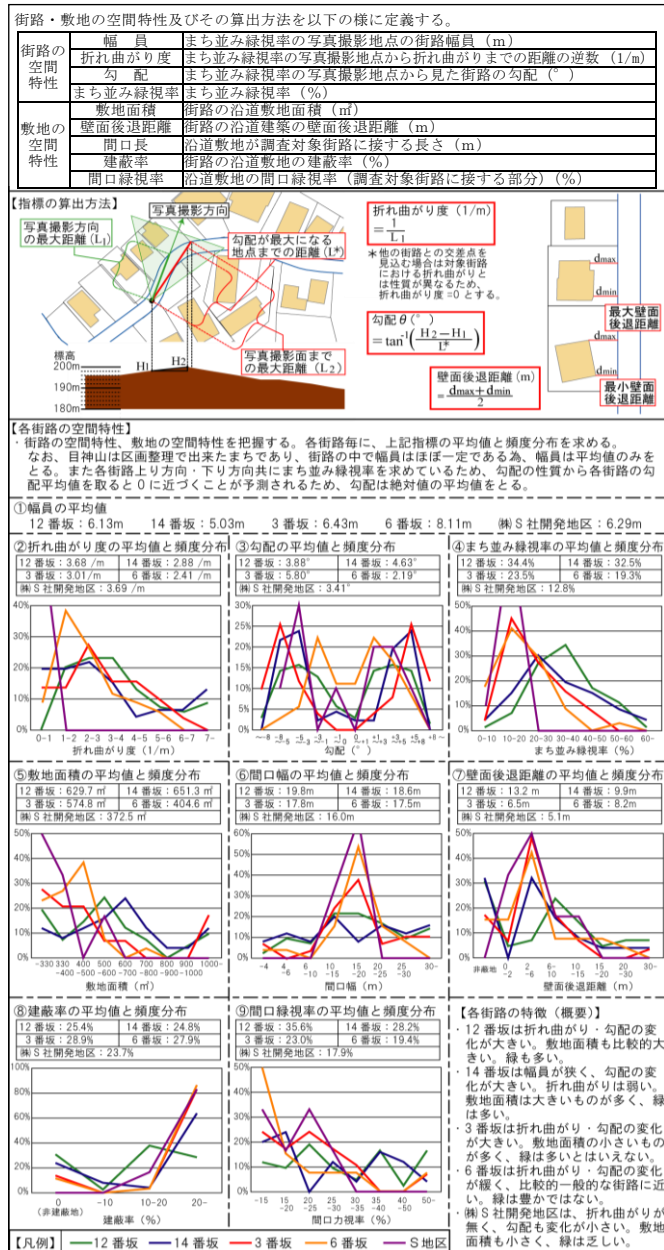 街路・敷地の空間特性及びその算出方法を以下の様に定義する。
街路の空間特性
幅 員 まち並み緑視率の写真撮影地点の街路幅員（m）
折れ曲がり度 まち並み緑視率の写真撮影地点から折れ曲がりまでの距離の逆数（1/m）
勾 配 まち並み緑視率の写真撮影地点から見た街路の勾配（°）
まち並み緑視率 まち並み緑視率（%）
敷地の空間特性
敷地面積 街路の沿道敷地面積（㎡）
壁面後退距離 街路の沿道建築の壁面後退距離（m）
間口長 沿道敷地が調査対象街路に接する長さ（m）
建蔽率 街路の沿道敷地の建蔽率（%）
間口緑視率 沿道敷地の間口緑視率（調査対象街路に接する部分）（%）
【指標の算出方法】
写真撮影方向
写真撮影方向の最大距離(L1)
勾配が最大になる地点までの距離(L*)
写真撮影面までの最大距離(L2)
標高
200m
190m
180m
H1
H2
折れ曲がり度（1/m）
=1/L1
＊他の街路との交差点を
見込む場合は対象街路
における折れ曲がりと
は性質が異なるため、
折れ曲がり度=0とする。
勾配θ(°)
=tan-1((H2-H1)/L*)
壁面後退距離(m)
=(dmax+dmin)/2
dmax
dmin
最大壁面後退距離
dmax
dmin
最小壁面後退距離
【各街路の空間特性】
・街路の空間特性、敷地の空間特性を把握する。各街路毎に、上記指標の平均値と頻度分布を求める。
なお、目神山は区画整理で出来たまちであり、街路の中で幅員はほぼ一定である為、幅員は平均値のみを
とる。また各街路上り方向・下り方向共にまち並み緑視率を求めているため、勾配の性質から各街路の勾
配平均値を取ると0に近づくことが予測されるため、勾配は絶対値の平均値をとる。
①幅員の平均値
12番坂：6.13m 14番坂：5.03m 3番坂：6.43m 6番坂：8.11m ㈱S社開発地区：6.29m
②折れ曲がり度の平均値と頻度分布
12番坂：3.68 /m 14番坂：2.88 /m
3番坂：3.01/m 6番坂：2.41 /m
㈱S社開発地区：3.69 /m
40%
30%
20%
10%
0%
0-1 1-2 2-3 3-4 4-5 5-6 6-7 7-
折れ曲がり度（1/m）
③勾配の平均値と頻度分布
12番坂：3.88° 14番坂：4.63°
3番坂：5.80° 6番坂：2.19°
㈱S社開発地区：3.41°
30%
25%
20%
15%
10%
5%
0%
勾配（°）
④まち並み緑視率の平均値と頻度分布
12番坂：34.4% 14番坂：32.5%
3番坂：23.5% 6番坂：19.3%
㈱S社開発地区：12.8%
50%
40%
30%
20%
10%
0%
0-10 10-20 20-30 30-40 40-50 50-60 60-
まち並み緑視率（%）
⑤敷地面積の平均値と頻度分布
12番坂：629.7㎡ 14番坂：651.3㎡
3番坂：574.8㎡ 6番坂：404.6㎡
㈱S社開発地区：372.5㎡
50%
40%
30%
20%
10%
0%
-330 330-400 400-500 500-600 600-700 700-800 800-900 900-1000 1000-
敷地面積（㎡）
⑥間口幅の平均値と頻度分布
12番坂：19.8m 14番坂：18.6m
3番坂：17.8m 6番坂：17.5m
㈱S社開発地区：16.0m
60%
50%
40%
30%
20%
10%
0%
-4 4-6 6-10 10-15 15-20 20-25 25-30 30-
間口幅（m）
⑦壁面後退距離の平均値と頻度分布
12番坂：13.2 m 14番坂：9.9m
3番坂：6.5m 6番坂：8.2m
㈱S社開発地区：5.1m
50%
40%
30%
20%
10%
0%
非蔽地 0-2 2-6 6-10 10-15 15-20 20-30 30-
壁面後退距離（m）
⑧建蔽率の平均値と頻度分布
12番坂：25.4% 14番坂：24.8%
3番坂：28.9% 6番坂：27.9%
㈱S社開発地区：23.7%
100%
80%
60%
40%
20%
0%
0（非建蔽地） -10 10-20 20-
建蔽率（%）
⑨間口緑視率の平均値と頻度分布
12番坂：35.6% 14番坂：28.2%
3番坂：23.0% 6番坂：19.4%
㈱S社開発地区：17.9%
50%
40%
30%
20%
10%
0%
-15 15-20 20-25 25-30 30-35 35-40 40-50 50-
間口力視率（%）
【各街路の特徴（概要）】
・12番坂は折れ曲がり・勾配の変
化が大きい。敷地面積も比較的大
きい。緑も多い。
・14番坂は幅員が狭く、勾配の変
化が大きい。折れ曲がりは弱い。
敷地面積は大きいものが多く、緑
は多い。
・3番坂は折れ曲がり・勾配の変化
が大きい。敷地面積の小さいもの
が多く、緑は多いとはいえない。
・6番坂は折れ曲がり・勾配の変化
が緩く、比較的一般的な街路に近
い。緑は豊かではない。
・㈱S社開発地区は、折れ曲がりが
無く、勾配も変化が小さい。敷地
面積も小さく、緑は乏しい。
【凡例】 12番坂 14番坂 3番坂 6番坂 S地区